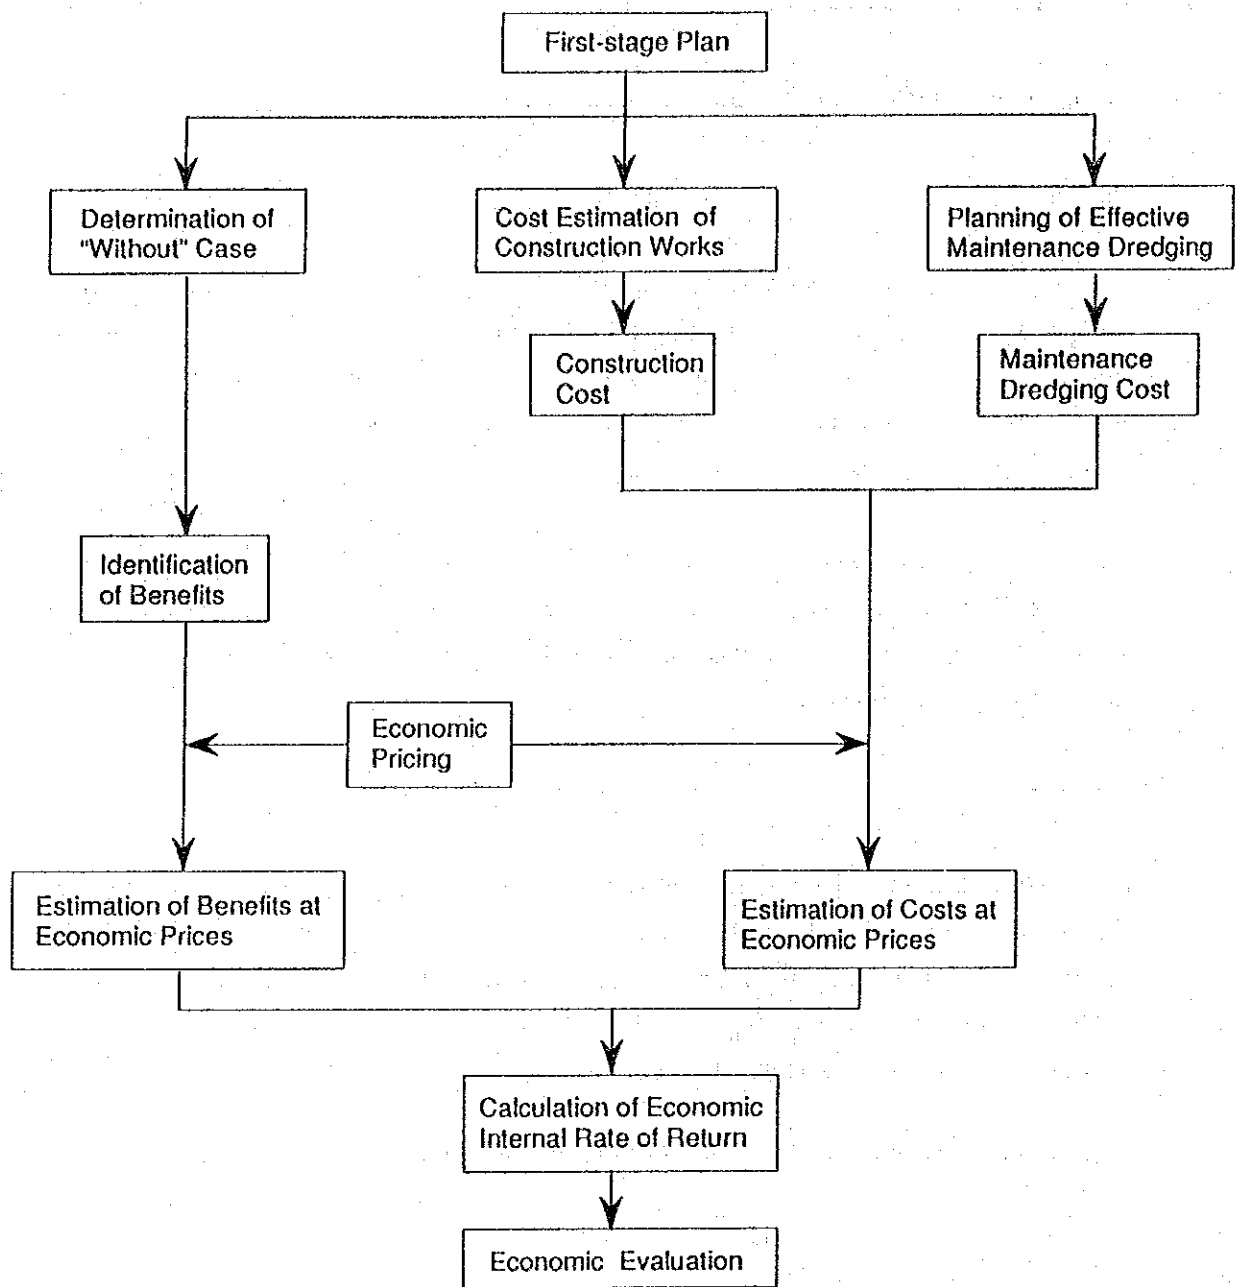 First-stage Plan
Determination of
"Without" Case
Cost Estimation of
Construction Works
Planning of Effective
Maintenance Dredging
Construction
Cost
Maintenance
Dredging Cost
Identification
of Benefits
Economic
Pricing
Estimation of Benefits at
Economic Prices
Estimation of Costs at
Economic Prices
Calculation of Economic
Internal Rate of Return
Economic Evaluation